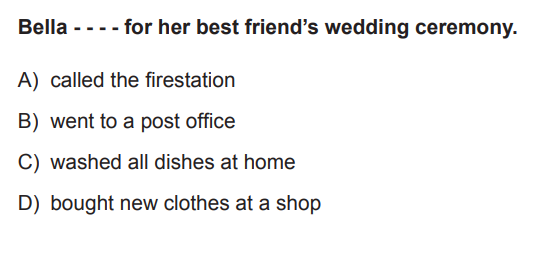 Bella - - - - for her best friend’s wedding ceremony.
A) called the firestation
B) went to a post office
C) washed all dishes at home
D) bought new clothes at a shop